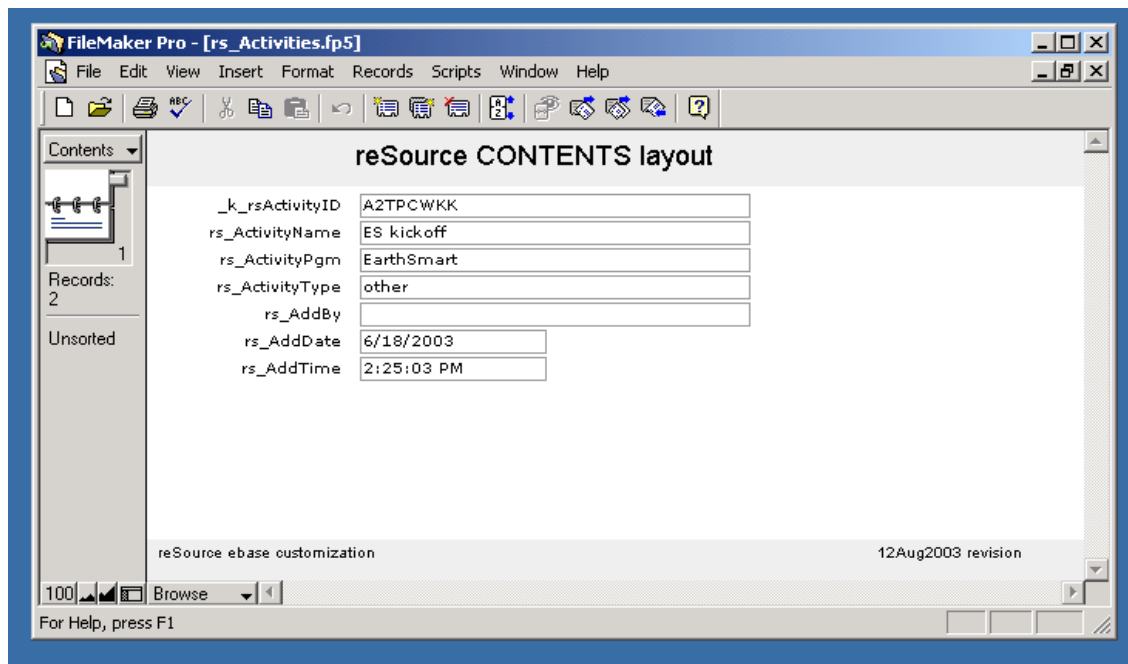 FileMaker Pro - [rs_Activities.fp5]
File Edit View Insert Format Records Scripts Window Help
ABC
Contents
reSource CONTENTS layout
1
Records:
2
Unsorted
_k_rsActivityID A2TPCWKK
rs_ActivityName ES kickoff
rs_ActivityPgm EarthSmart
rs_ActivityType other
rs_AddBy
rs_AddDate 6/18/2003
rs_AddTime 2:25:03 PM
reSource ebase customization 12Aug2003 revision
100 Browse
For Help, press F1